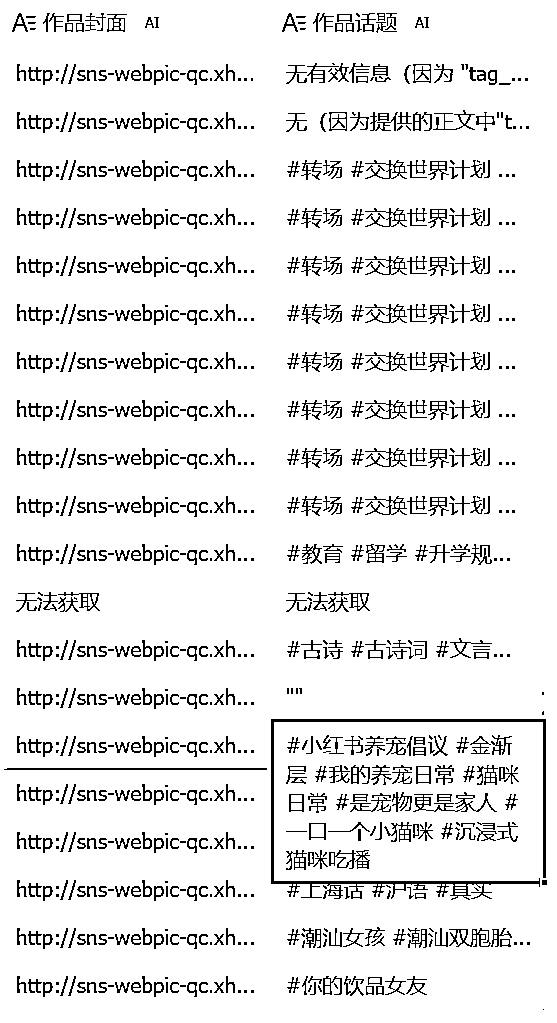 作品封面 AI 作品话题 AI
http://sns-webpic-qc.xh... 无有效信息（因为 "tag_...
http://sns-webpic-qc.xh... 无（因为提供的正文中"t...
http://sns-webpic-qc.xh... #转场 #交换世界计划 ...
http://sns-webpic-qc.xh... #转场 #交换世界计划 ...
http://sns-webpic-qc.xh... #转场 #交换世界计划 ...
http://sns-webpic-qc.xh... #转场 #交换世界计划 ...
http://sns-webpic-qc.xh... #转场 #交换世界计划 ...
http://sns-webpic-qc.xh... #转场 #交换世界计划 ...
http://sns-webpic-qc.xh... #转场 #交换世界计划 ...
http://sns-webpic-qc.xh... #转场 #交换世界计划 ...
http://sns-webpic-qc.xh... #教育 #留学 #升学规...
无法获取 无法获取
http://sns-webpic-qc.xh... #古诗 #古诗词 #文言...
http://sns-webpic-qc.xh... ""
http://sns-webpic-qc.xh... #小红书养宠倡议 #金渐
层 #我的养宠日常 #猫咪
http://sns-webpic-qc.xh... 日常 #是宠物更是家人 #
一口一个小猫咪 #沉浸式
http://sns-webpic-qc.xh... 猫咪吃播
http://sns-webpic-qc.xh... #上海话 #沪语 #真实
http://sns-webpic-qc.xh... #潮汕女孩 #潮汕双胞胎...
http://sns-webpic-qc.xh... #你的饮品女友